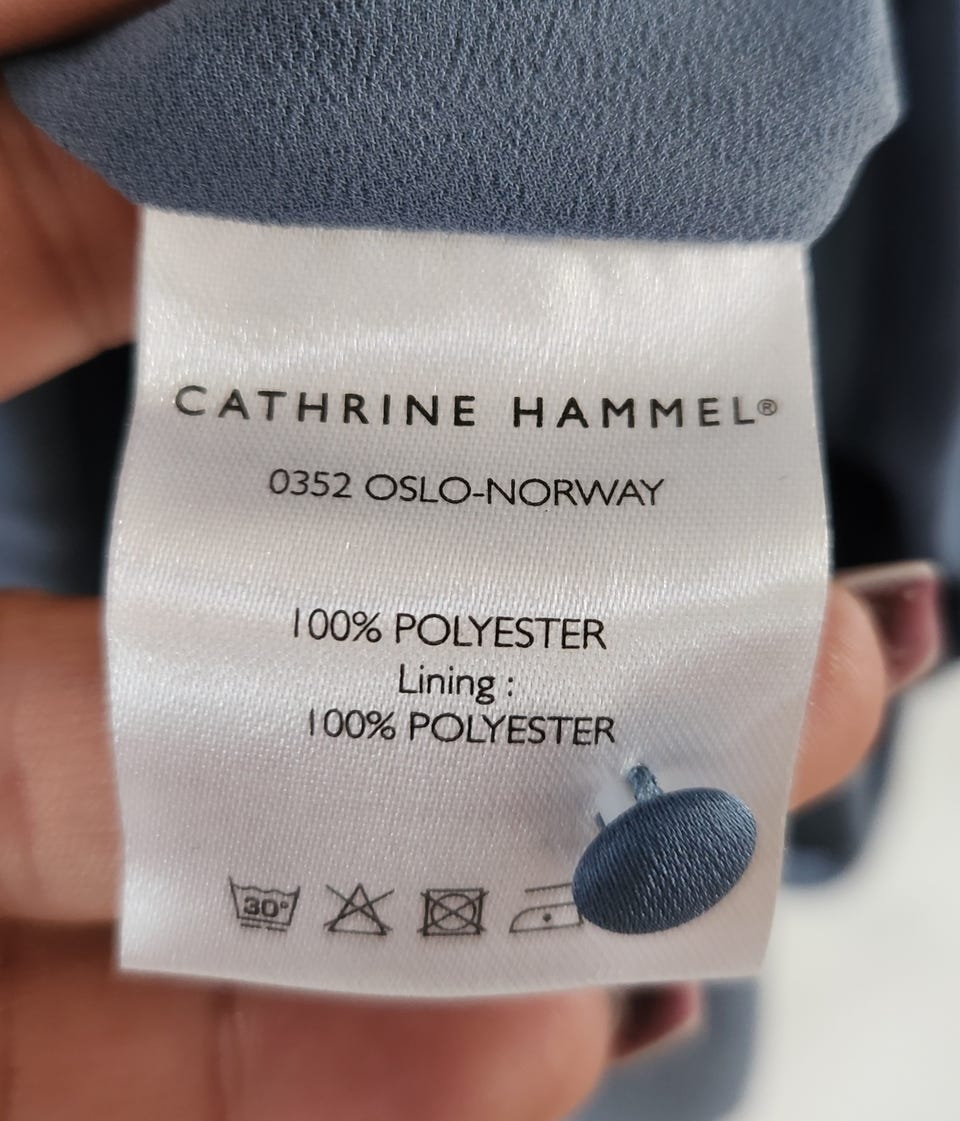 CATHRINE HAMMEL®
0352 OSLO-NORWAY
100% POLYESTER
Lining :
100% POLYESTER
30°